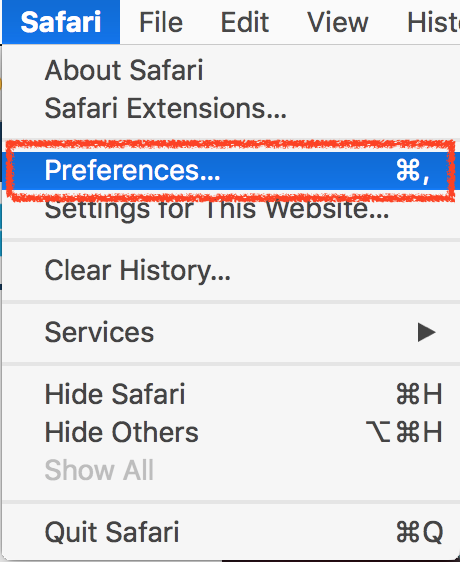 Safari File Edit View Hist
About Safari
Safari Extensions...
Preferences... ⌘,
Settings for This Website...
Clear History...
Services ▶
Hide Safari ⌘H
Hide Others ⌥⌘H
Show All
Quit Safari ⌘Q